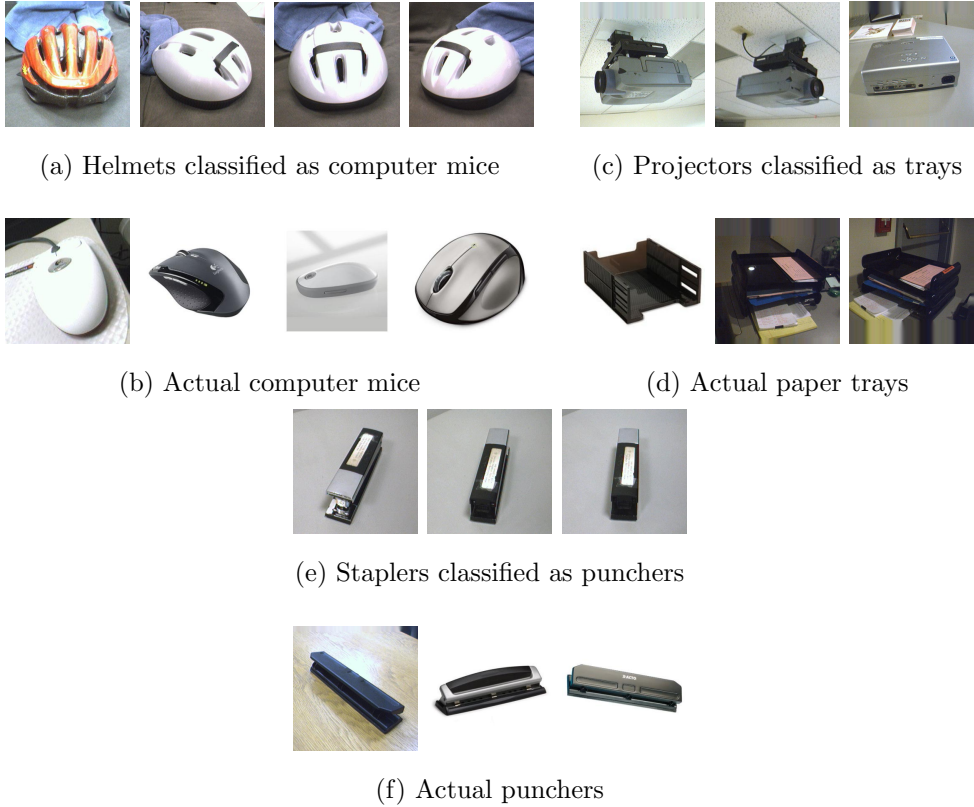 (a) Helmets classified as computer mice
(c) Projectors classified as trays
(b) Actual computer mice
(d) Actual paper trays
(e) Staplers classified as punchers
(f) Actual punchers